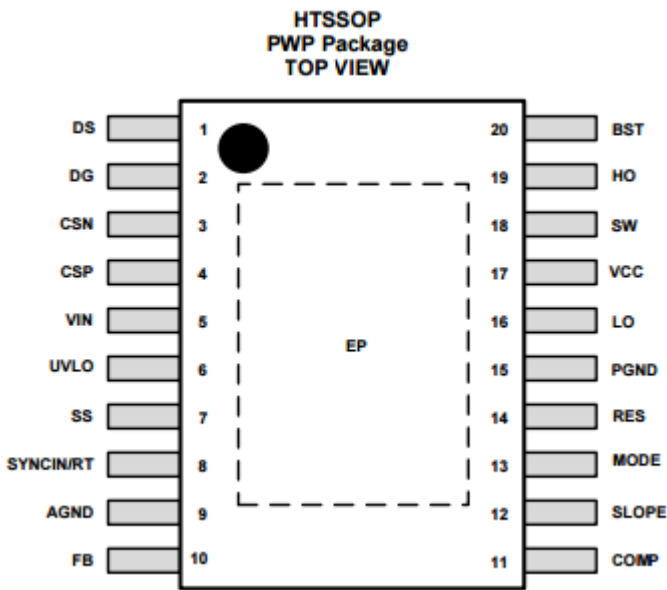 HTSSOP
PWP Package
TOP VIEW
DS 1 20 BST
DG 2 19 HO
CSN 3 18 SW
CSP 4 17 VCC
VIN 5 16 LO
EP
UVLO 6 15 PGND
SS 7 14 RES
SYNCIN/RT 8 13 MODE
AGND 9 12 SLOPE
FB 10 11 COMP